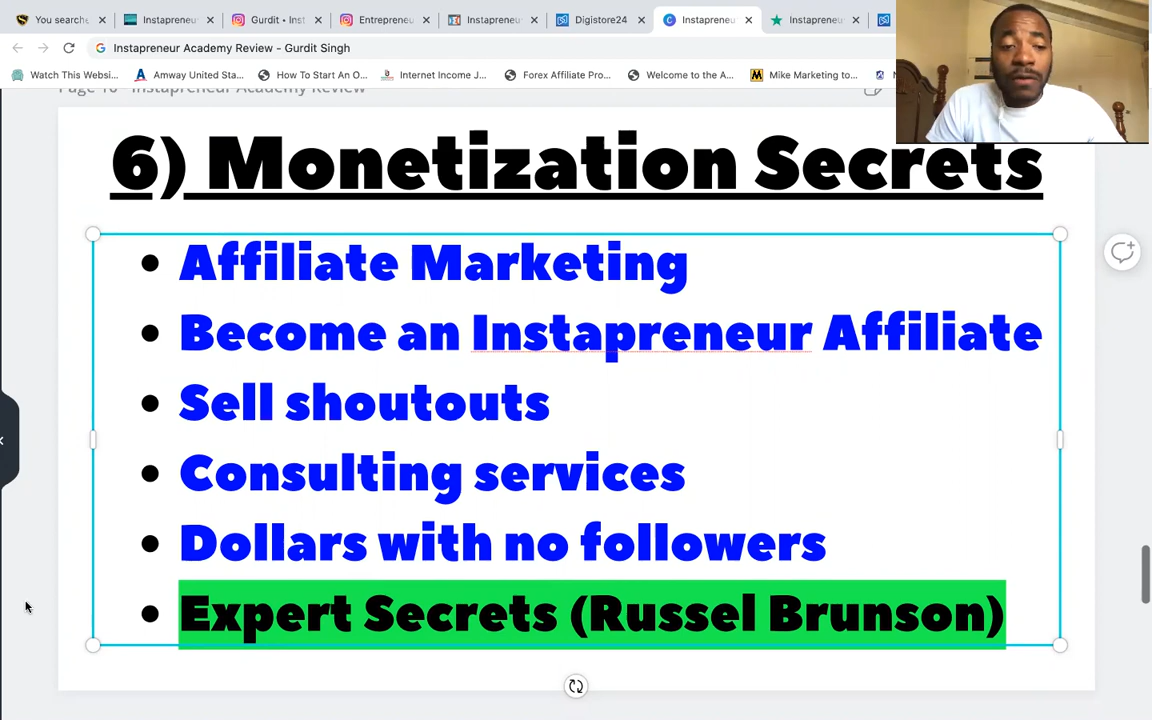 You searche
Instapreneu
Gurdit • Inst
Entrepreneu
Instapreneu
Digistore24
Instapreneu
Instapreneu
Instapreneur Academy Review - Gurdit Singh
Watch This Websi...
Amway United Sta...
How To Start An O...
Internet Income J...
Forex Affiliate Pro...
Welcome to the A...
Mike Marketing to...
Instapreneur Academy Review
6) Monetization Secrets
• Affiliate Marketing
• Become an Instapreneur Affiliate
• Sell shoutouts
• Consulting services
• Dollars with no followers
• Expert Secrets (Russel Brunson)